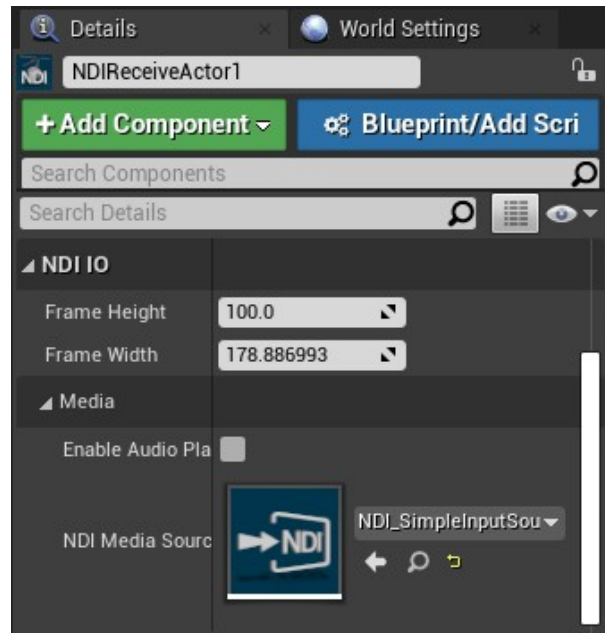 Details
World Settings
NDI
NDIReceiveActor1
+Add Component
Blueprint/Add Scri
Search Components
Search Details
NDI IO
Frame Height 100.0
Frame Width 178.886993
Media
Enable Audio Pla
NDI Media Sourc
NDI
NDI_SimpleInputSou